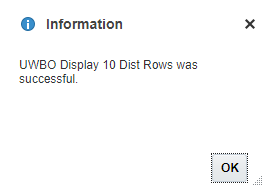 Information
UWBO Display 10 Dist Rows was
successful.
OK